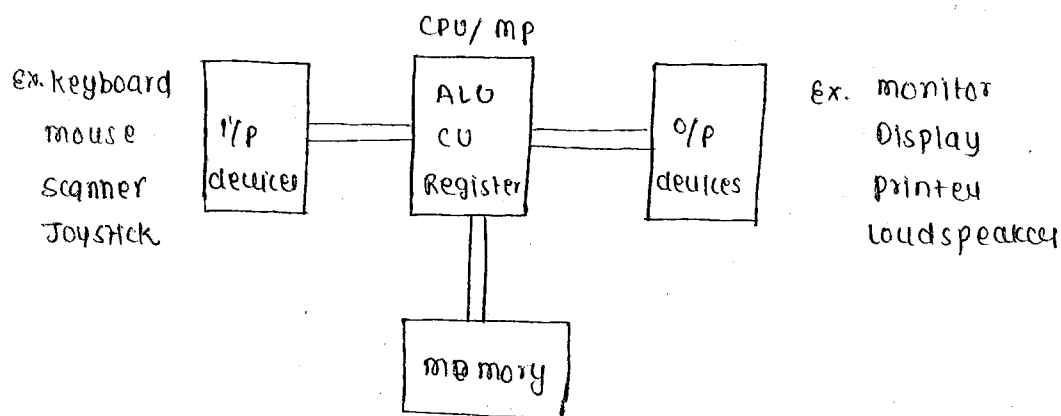 CPU/ MP
Ex. Keyboard
mouse
Scanner
Joystick
I/P
devices
ALU
CU
Register
O/P
devices
Ex. monitor
Display
printer
loudspeaker
memory